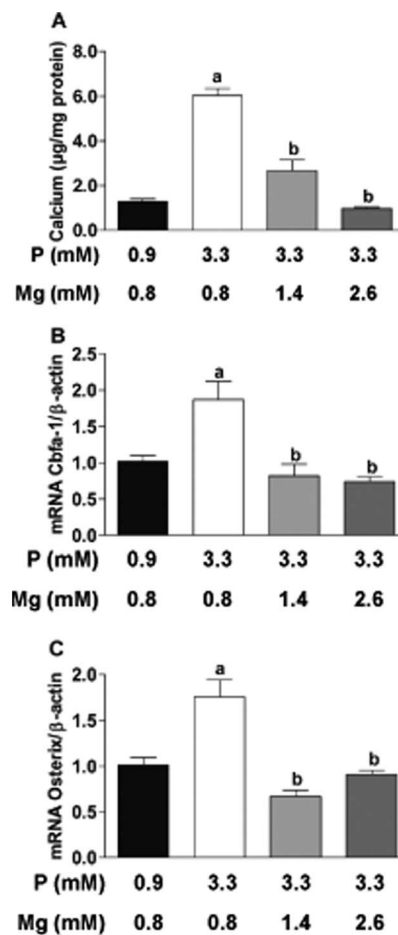 A
Calcium (µg/mg protein)
8.0
6.0
4.0
2.0
0.0
a
b
b
P (mM) 0.9 3.3 3.3 3.3
Mg (mM) 0.8 0.8 1.4 2.6
B
mRNA Cbfa-1/β-actin
2.5
2.0
1.5
1.0
0.5
0.0
a
b
b
P (mM) 0.9 3.3 3.3 3.3
Mg (mM) 0.8 0.8 1.4 2.6
C
mRNA Osterix/β-actin
2.0
1.5
1.0
0.5
0.0
a
b
b
P (mM) 0.9 3.3 3.3 3.3
Mg (mM) 0.8 0.8 1.4 2.6